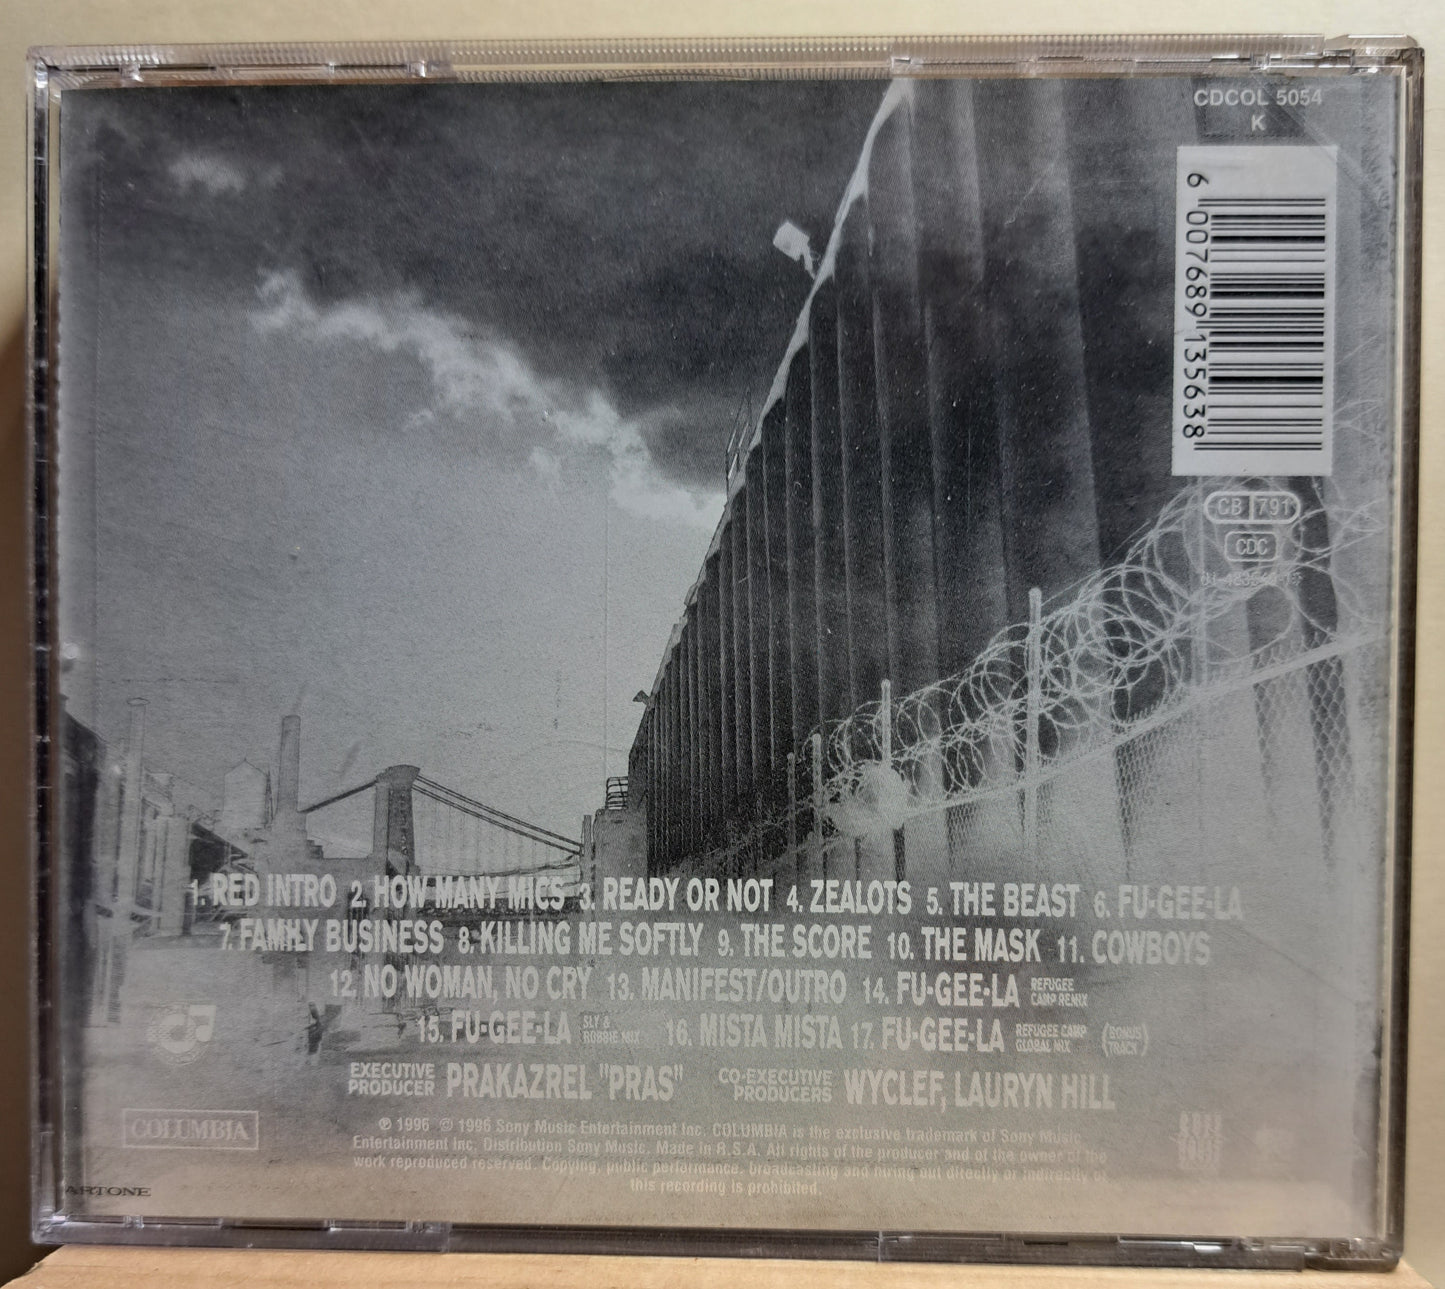 CDCOL 5054
K
6 007689 135638
CB 791
CDC
1. RED INTRO 2. HOW MANY MICS 3. READY OR NOT 4. ZEALOTS 5. THE BEAST 6. FU-GEE-LA
7. FAMILY BUSINESS 8. KILLING ME SOFTLY 9. THE SCORE 10. THE MASK 11. COWBOYS
12. NO WOMAN, NO CRY 13. MANIFEST/OUTRO 14. FU-GEE-LA REFUGEE CAMP REMIX
15. FU-GEE-LA SLY & ROBBIE MIX 16. MISTA MISTA 17. FU-GEE-LA REFUGEE CAMP GLOBAL MIX (BONUS TRACK)
EXECUTIVE PRODUCER PRAKAZREL "PRAS" CO-EXECUTIVE PRODUCERS WYCLEF, LAURYN HILL
℗ 1996 © 1996 Sony Music Entertainment Inc. COLUMBIA is the exclusive trademark of Sony Music
Entertainment Inc. Distribution Sony Music. Made in R.S.A. All rights of the producer and of the owner of the
work reproduced reserved. Copying, public performance, broadcasting and hiring out directly or indirectly of
this recording is prohibited.
COLUMBIA
ARTONE